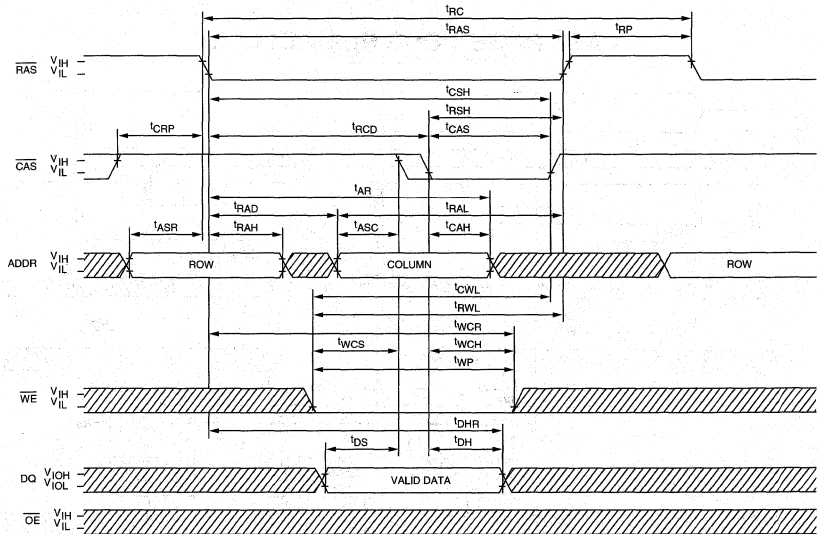 tRC
tRAS tRP
RAS VIH
VIL
tCSH
tRSH
tCRP tRCD tCAS
CAS VIH
VIL
tAR
tRAD tRAL
tASR tRAH tASC tCAH
ADDR VIH
VIL
ROW COLUMN ROW
tCWL
tRWL
tWCR
tWCS tWCH
tWP
WE VIH
VIL
tDHR
tDS tDH
DQ VIOH
VIOL
VALID DATA
OE VIH
VIL